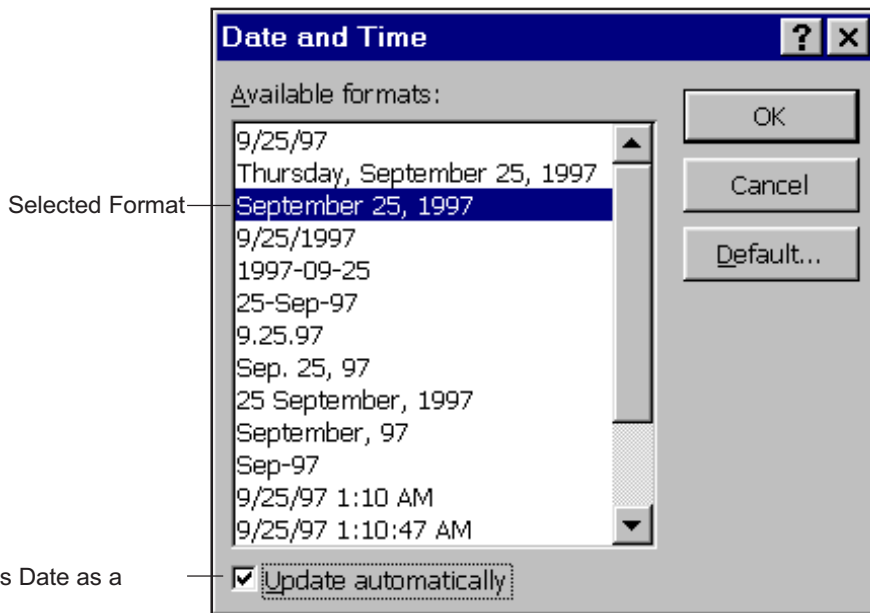 Date and Time
Available formats:
OK
9/25/97
Thursday, September 25, 1997
Cancel
Selected Format
September 25, 1997
9/25/1997
Default...
1997-09-25
25-Sep-97
9.25.97
Sep. 25, 97
25 September, 1997
September, 97
Sep-97
9/25/97 1:10 AM
9/25/97 1:10:47 AM
s Date as a
Update automatically